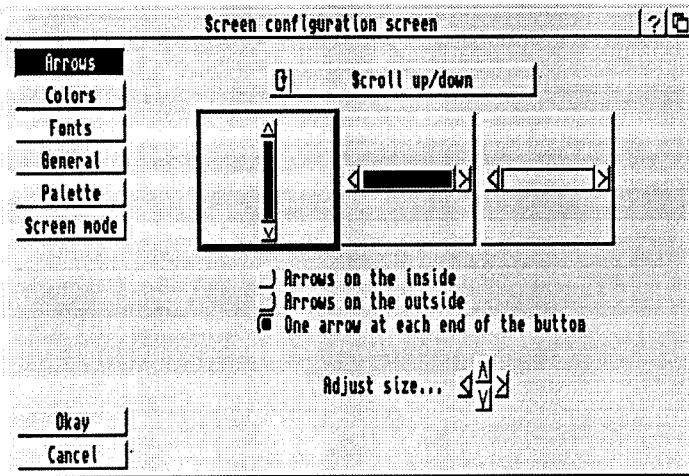 Screen configuration screen
?
Arrows
Colors
Fonts
General
Palette
Screen mode
Scroll up/down
Arrows on the inside
Arrows on the outside
One arrow at each end of the button
Adjust size...
Okay
Cancel